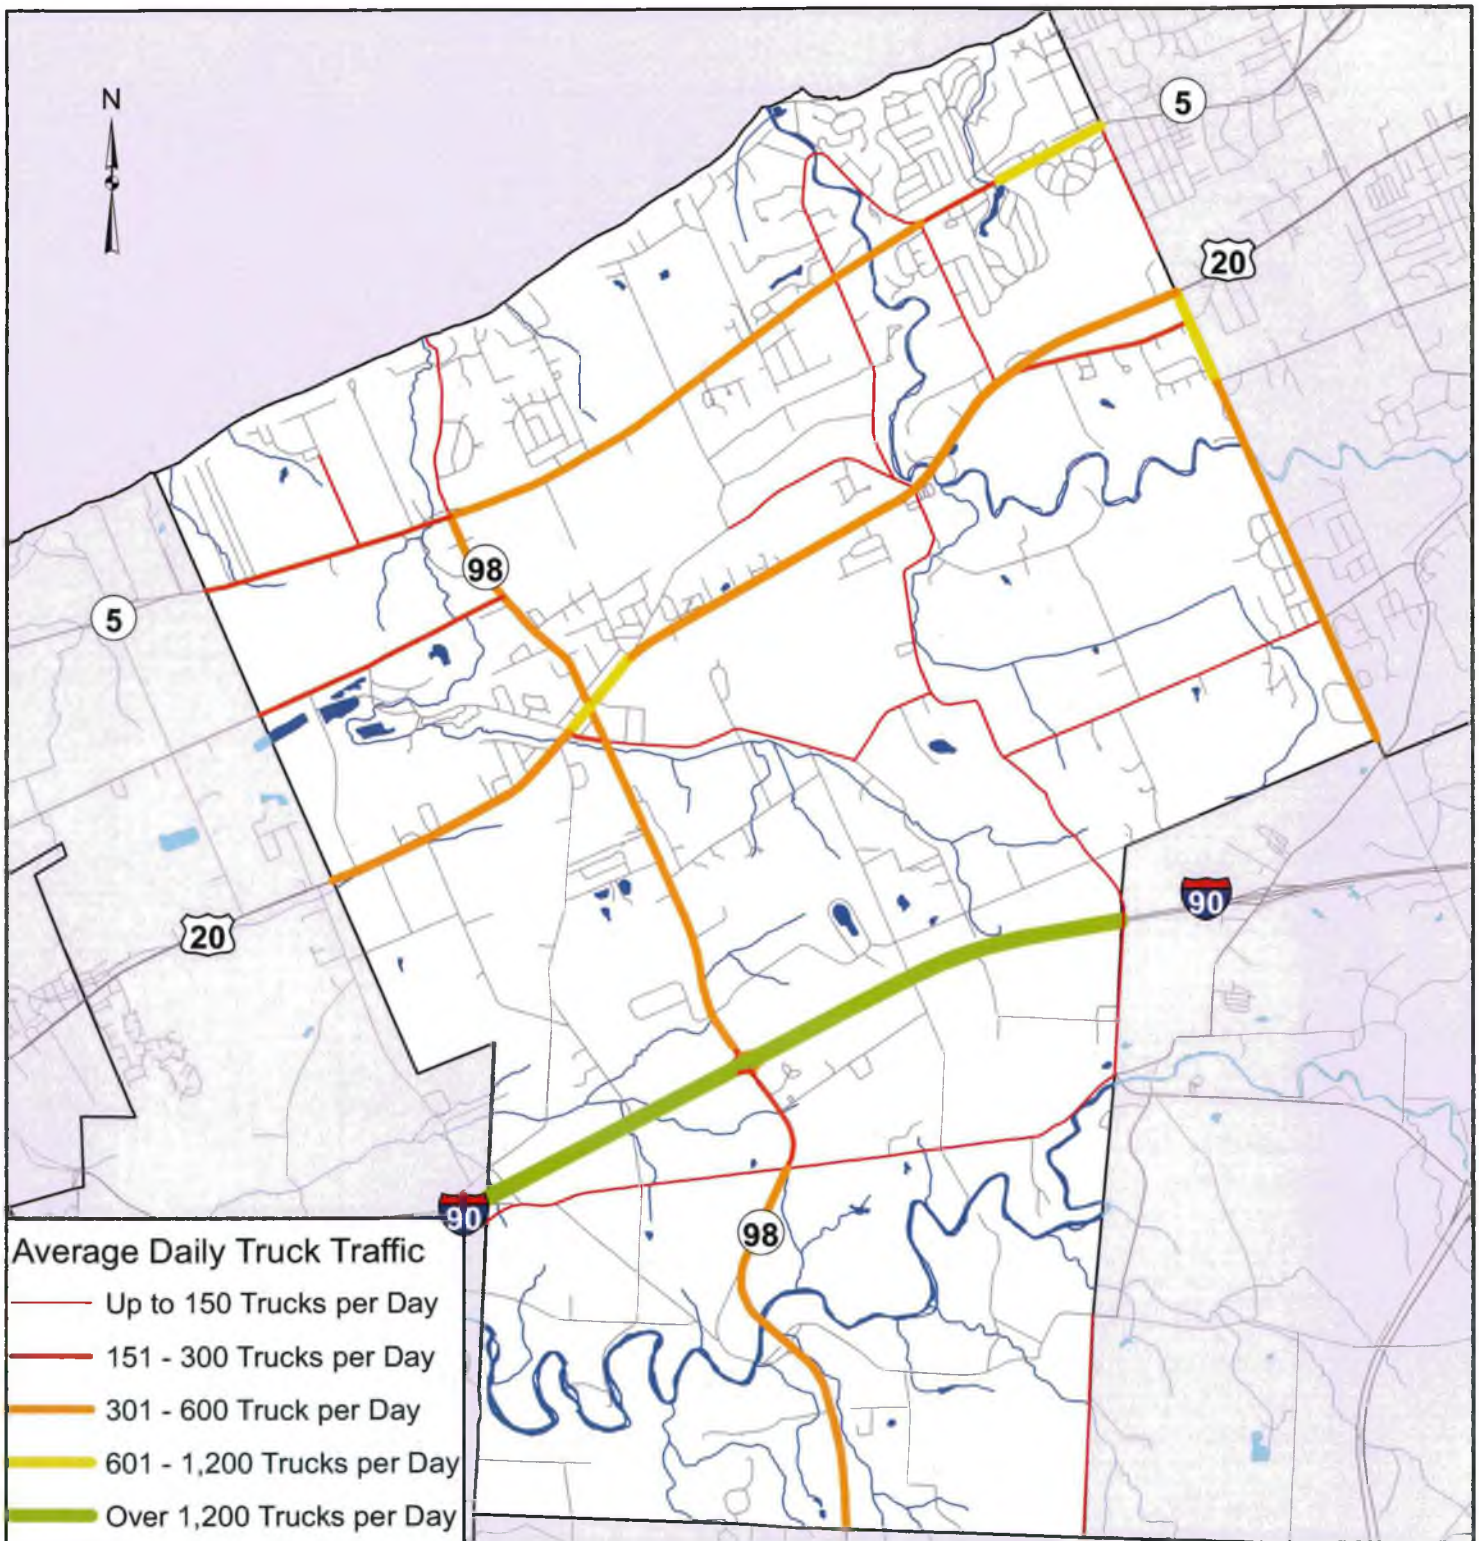 N
5
20
98
5
20
90
90
98
Average Daily Truck Traffic
Up to 150 Trucks per Day
151 - 300 Trucks per Day
301 - 600 Truck per Day
601 - 1,200 Trucks per Day
Over 1,200 Trucks per Day